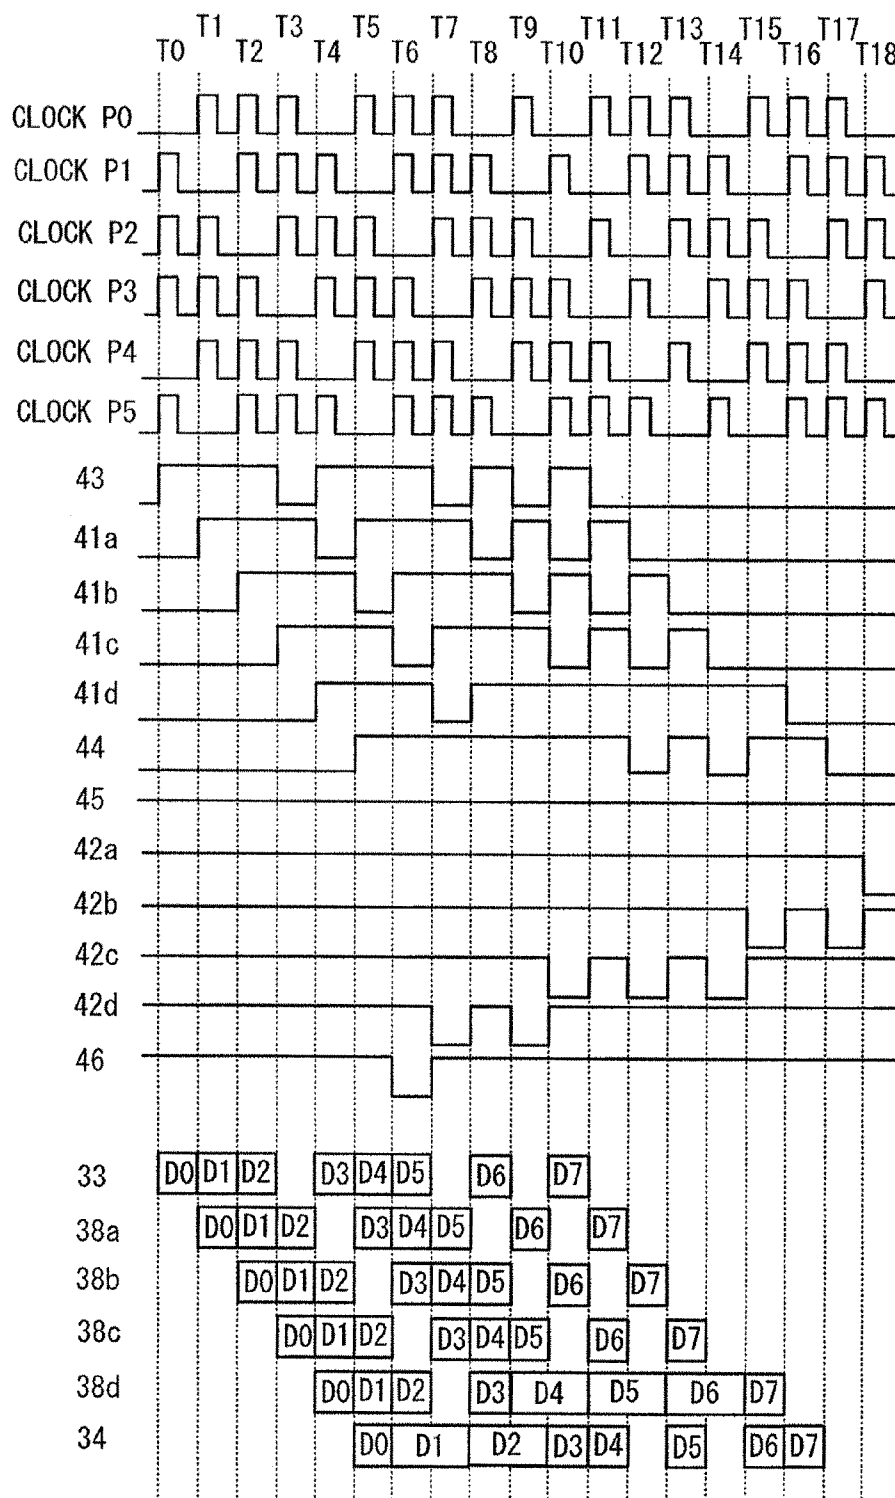 T1 T3 T5 T7 T9 T11 T13 T15 T17
T0 T2 T4 T6 T8 T10 T12 T14 T16 T18
CLOCK P0
CLOCK P1
CLOCK P2
CLOCK P3
CLOCK P4
CLOCK P5
43
41a
41b
41c
41d
44
45
42a
42b
42c
42d
46
33 D0 D1 D2 D3 D4 D5 D6 D7
38a D0 D1 D2 D3 D4 D5 D6 D7
38b D0 D1 D2 D3 D4 D5 D6 D7
38c D0 D1 D2 D3 D4 D5 D6 D7
38d D0 D1 D2 D3 D4 D5 D6 D7
34 D0 D1 D2 D3 D4 D5 D6 D7